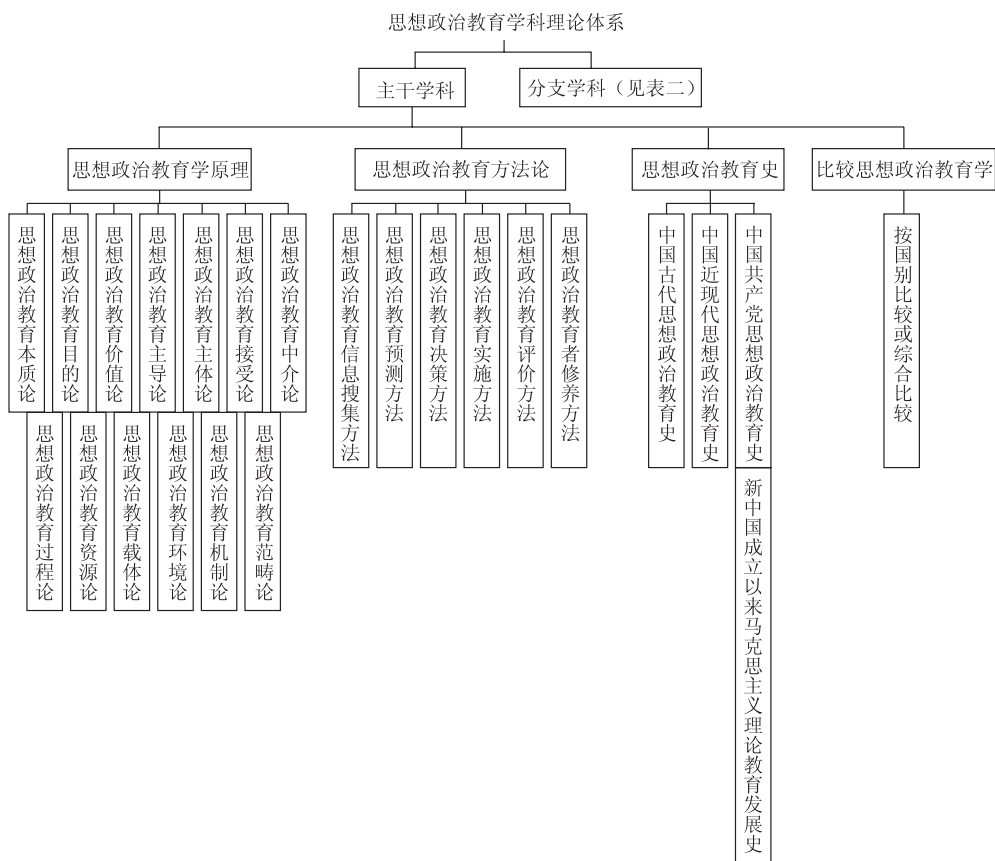 思想政治教育学科理论体系
主干学科
分支学科（见表二）
思想政治教育学原理
思想政治教育方法论
思想政治教育史
比较思想政治教育学
思想政治教育本质论
思想政治教育目的论
思想政治教育价值论
思想政治教育主导论
思想政治教育主体论
思想政治教育接受论
思想政治教育中介论
思想政治教育过程论
思想政治教育资源论
思想政治教育载体论
思想政治教育环境论
思想政治教育机制论
思想政治教育范畴论
思想政治教育信息搜集方法
思想政治教育预测方法
思想政治教育决策方法
思想政治教育实施方法
思想政治教育评价方法
思想政治教育者修养方法
中国古代思想政治教育史
中国近现代思想政治教育史
中国共产党思想政治教育史
新中国成立以来马克思主义理论教育发展史
按国别比较或综合比较